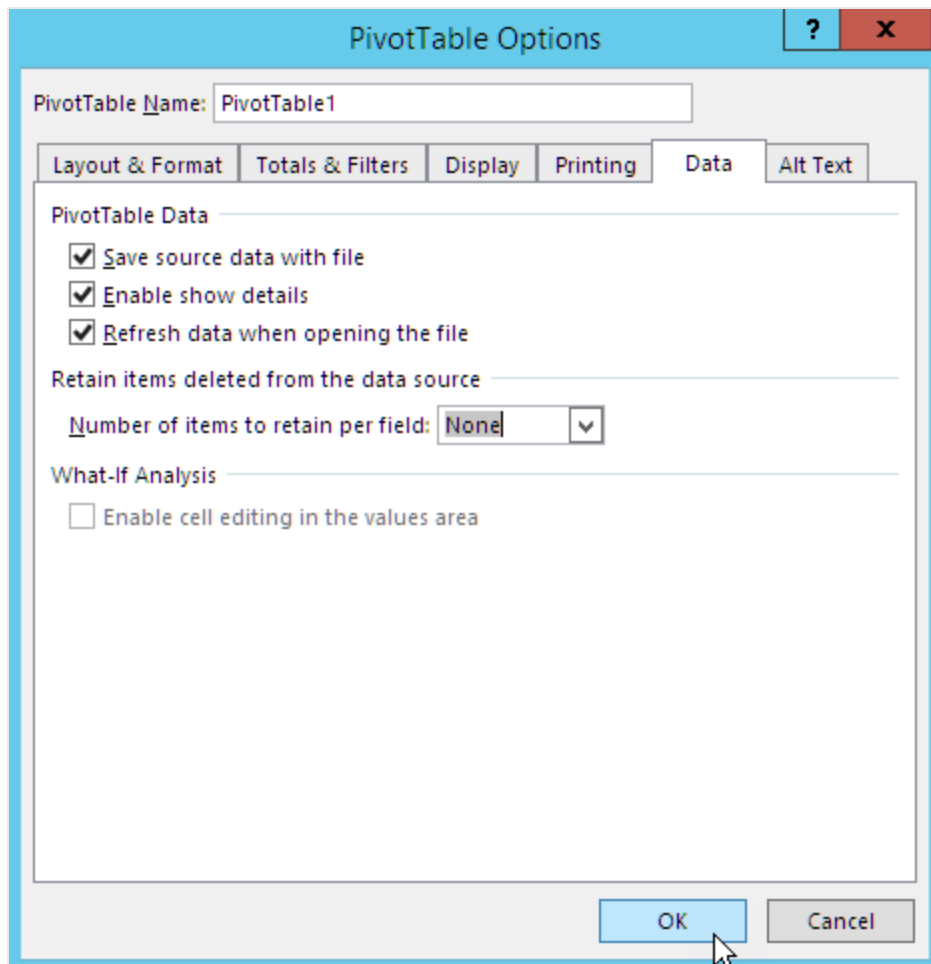 PivotTable Options
? x
PivotTable Name: PivotTable1
Layout & Format Totals & Filters Display Printing Data Alt Text
PivotTable Data
Save source data with file
Enable show details
Refresh data when opening the file
Retain items deleted from the data source
Number of items to retain per field: None
What-If Analysis
Enable cell editing in the values area
OK Cancel